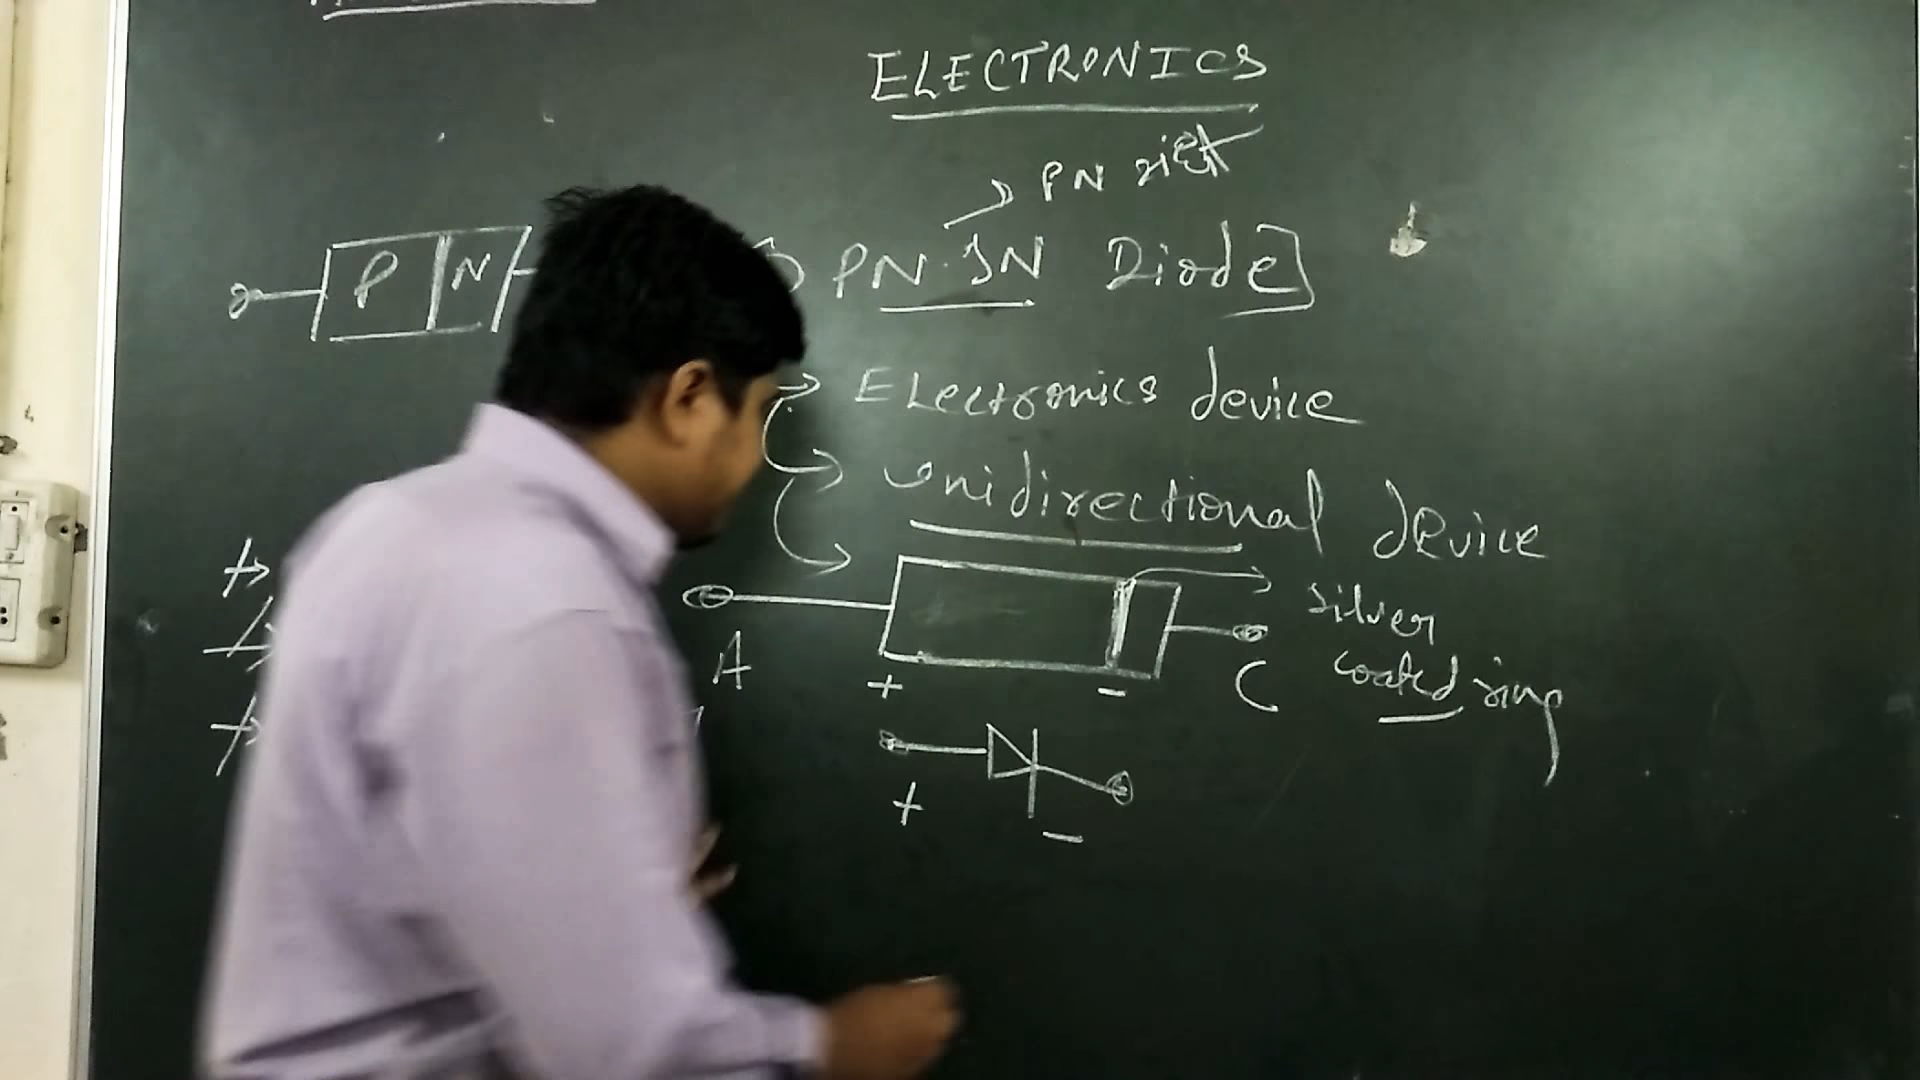 ELECTRONICS
→ PN
P N
PN JN Diode]
→ Electronics device
→ unidirectional device
A + - C
silver
coated ring
+ -